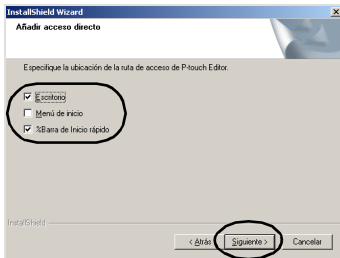 InstallShield Wizard
Añadir acceso directo
Especifique la ubicación de la ruta de acceso de P-touch Editor.
Escritorio
Menú de inicio
%Barra de Inicio rápido
InstallShield
< Atrás Siguiente > Cancelar